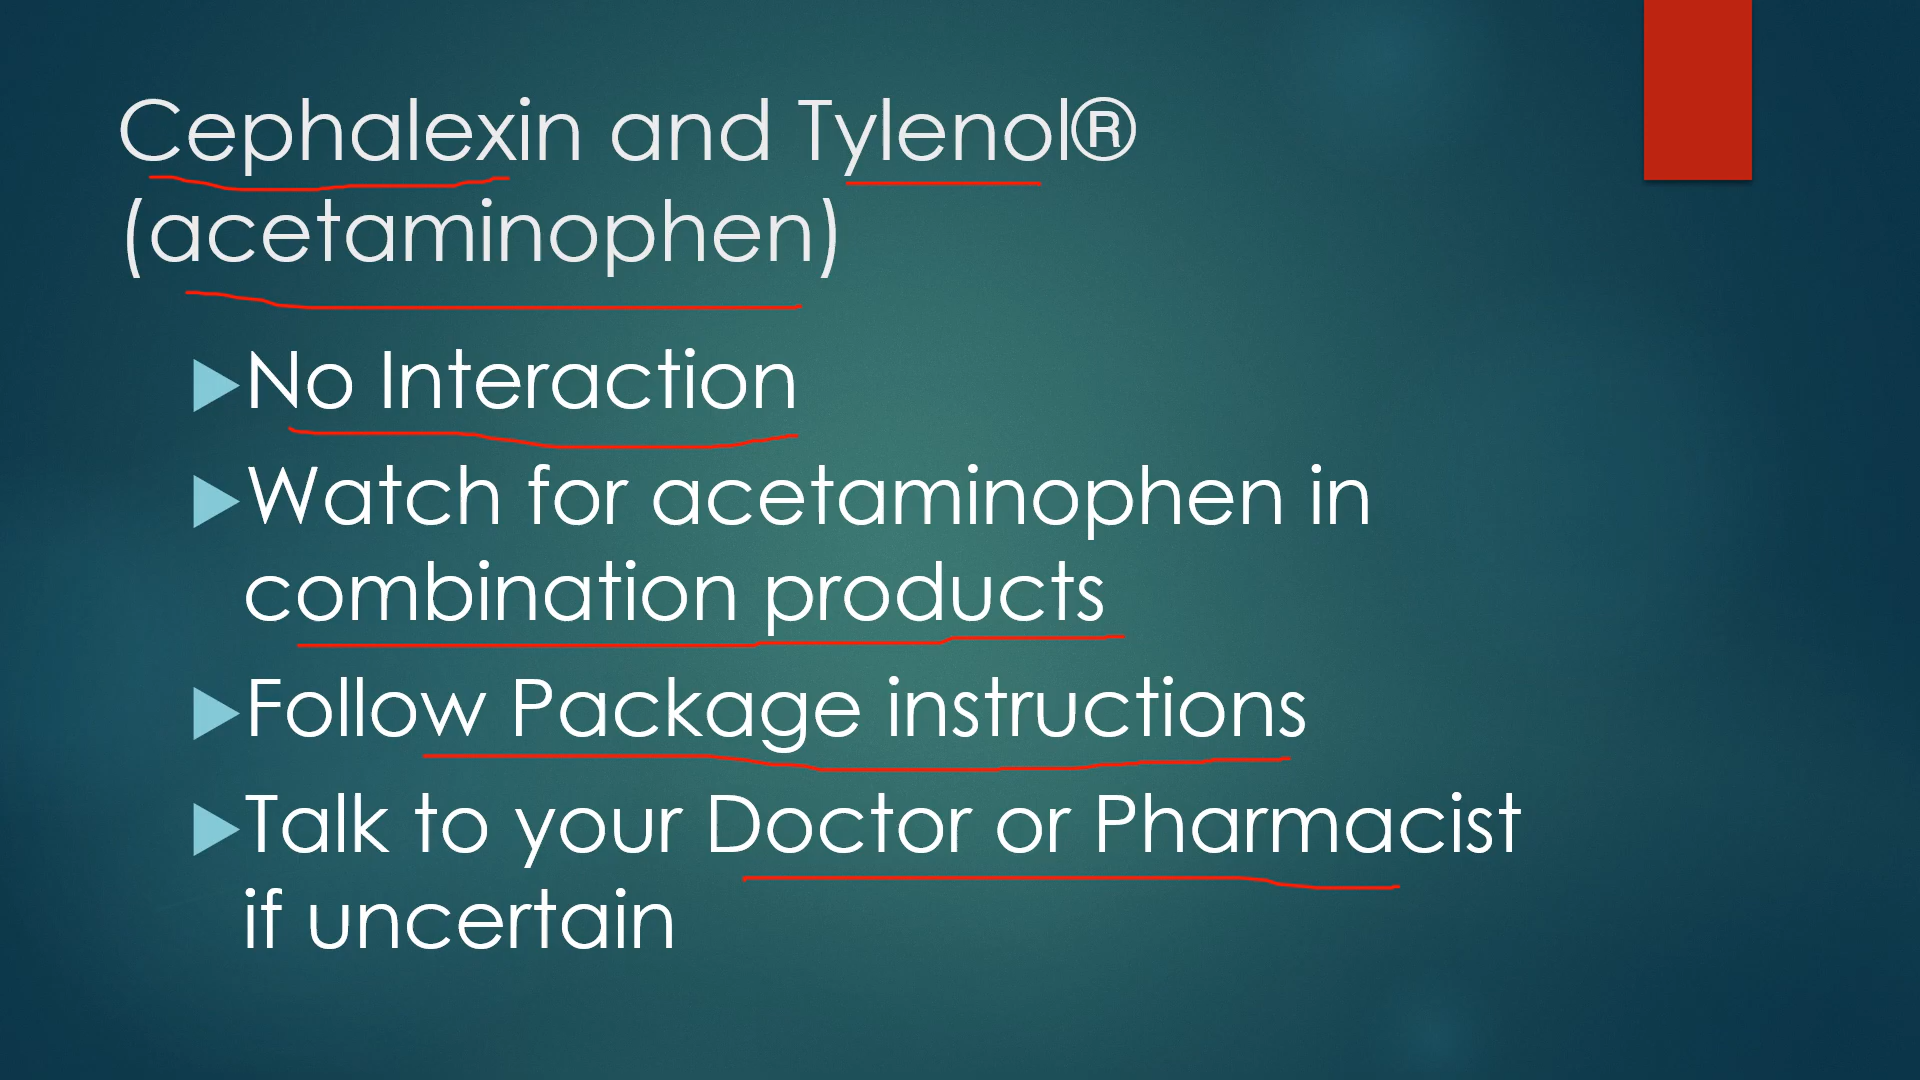 Cephalexin and Tylenol®
(acetaminophen)
No Interaction
Watch for acetaminophen in
combination products
Follow Package instructions
Talk to your Doctor or Pharmacist
if uncertain